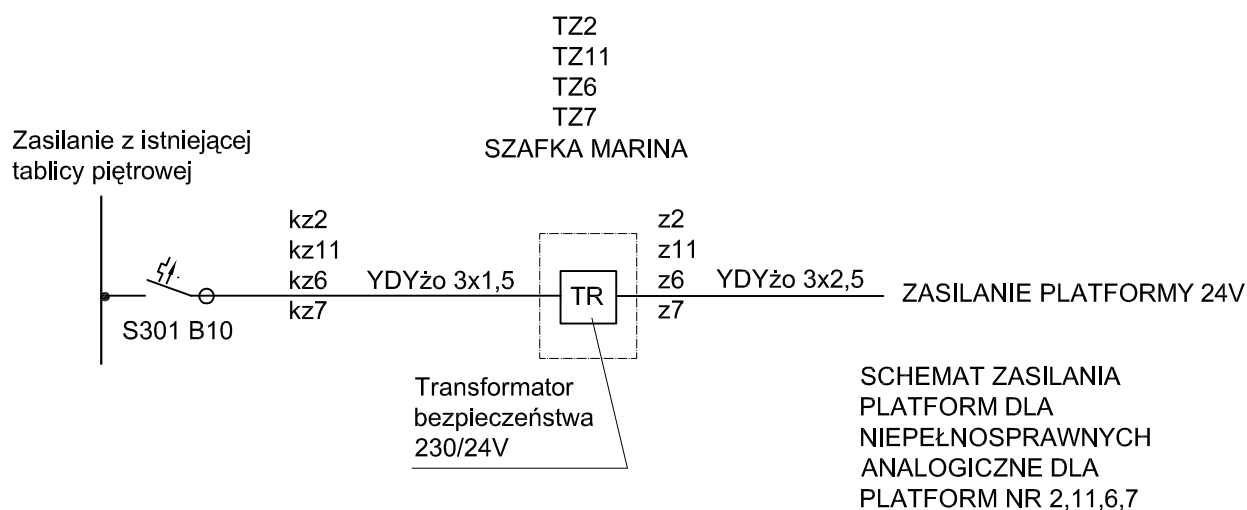 TZ2
TZ11
TZ6
TZ7
SZAFKA MARINA
Zasilanie z istniejącej
tablicy piętrowej
S301 B10
kz2
kz11
kz6
kz7
YDYżo 3x1,5
TR
z2
z11
z6
z7
YDYżo 3x2,5
ZASILANIE PLATFORMY 24V
Transformator
bezpieczeństwa
230/24V
SCHEMAT ZASILANIA
PLATFORM DLA
NIEPEŁNOSPRAWNYCH
ANALOGICZNE DLA
PLATFORM NR 2,11,6,7